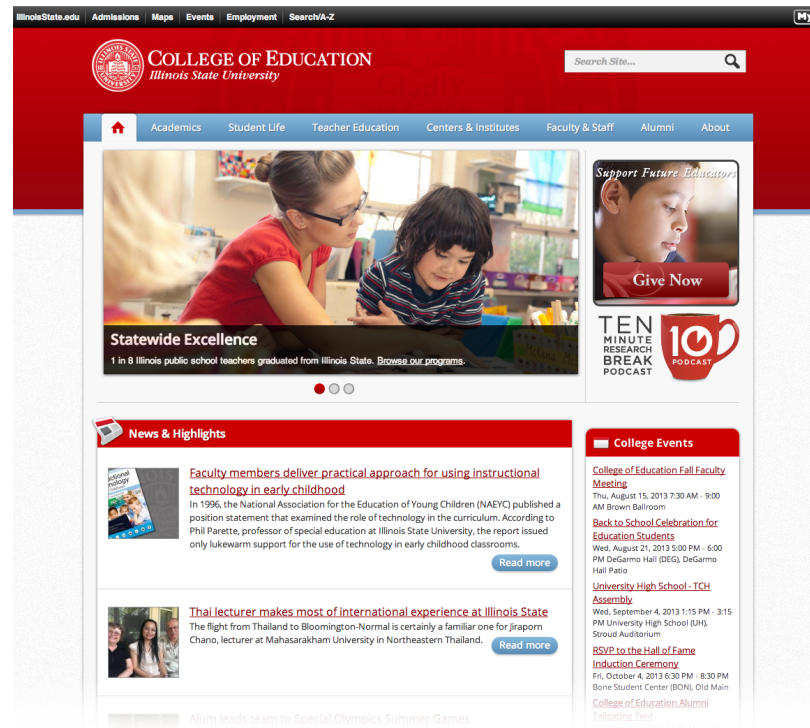 IllinoisState.edu Admissions Maps Events Employment Search/A-Z My
COLLEGE OF EDUCATION
Illinois State University
Search Site...
Academics Student Life Teacher Education Centers & Institutes Faculty & Staff Alumni About
Support Future Educators
Give Now
Statewide Excellence
1 in 8 Illinois public school teachers graduated from Illinois State. Browse our programs.
TEN
MINUTE
RESEARCH
BREAK
PODCAST
10
PODCAST
News & Highlights
Faculty members deliver practical approach for using instructional
technology in early childhood
In 1996, the National Association for the Education of Young Children (NAEYC) published a
position statement that examined the role of technology in the curriculum. According to
Phil Parette, professor of special education at Illinois State University, the report issued
only lukewarm support for the use of technology in early childhood classrooms.
Read more
Thai lecturer makes most of international experience at Illinois State
The flight from Thailand to Bloomington-Normal is certainly a familiar one for Jiraporn
Chano, lecturer at Mahasarakham University in Northeastern Thailand.
Read more
Alum leads team to Special Olympics Summer Games
College Events
College of Education Fall Faculty
Meeting
Thu, August 15, 2013 7:30 AM - 9:00
AM Brown Ballroom
Back to School Celebration for
Education Students
Wed, August 21, 2013 5:00 PM - 6:00
PM DeGarmo Hall (DEG), DeGarmo
Hall Patio
University High School - TCH
Assembly
Wed, September 4, 2013 1:15 PM - 3:15
PM University High School (UH),
Stroud Auditorium
RSVP to the Hall of Fame
Induction Ceremony
Fri, October 4, 2013 6:30 PM - 8:30 PM
Bone Student Center (BON), Old Main
College of Education Alumni
Tailgating Tent